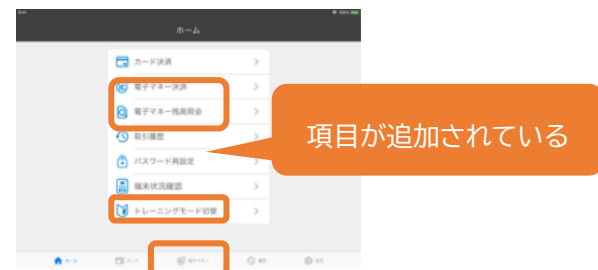 ホーム
カード決済
電子マネー決済
電子マネー残高照会
取引履歴
パスワード再設定
端末状況確認
トレーニングモード切替
項目が追加されている
ホーム